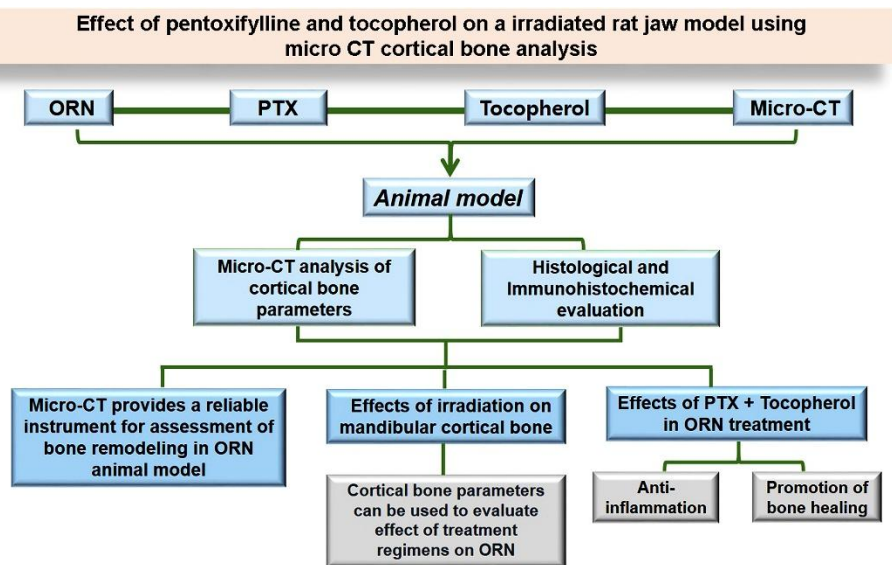 Effect of pentoxifylline and tocopherol on a irradiated rat jaw model using
micro CT cortical bone analysis
ORN
PTX
Tocopherol
Micro-CT
Animal model
Micro-CT analysis of
cortical bone
parameters
Histological and
Immunohistochemical
evaluation
Micro-CT provides a reliable
instrument for assessment of
bone remodeling in ORN
animal model
Effects of irradiation on
mandibular cortical bone
Cortical bone parameters
can be used to evaluate
effect of treatment
regimens on ORN
Effects of PTX + Tocopherol
in ORN treatment
Anti-
inflammation
Promotion of
bone healing